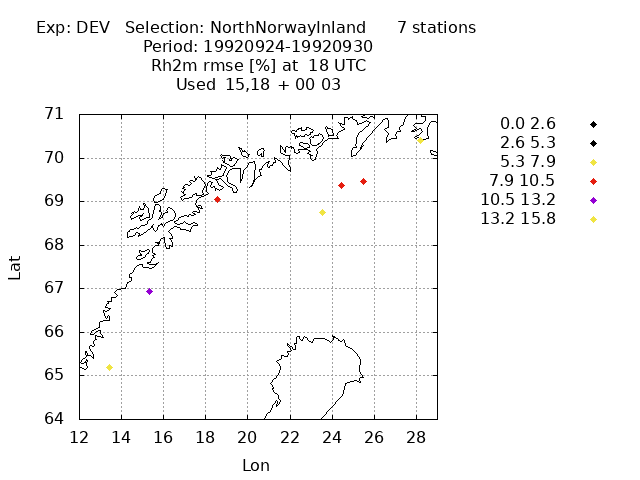 Exp: DEV Selection: NorthNorwayInland 7 stations
Period: 19920924-19920930
Rh2m rmse [%] at 18 UTC
Used 15,18 + 00 03
71
70
69
68
67
66
65
64
12 14 16 18 20 22 24 26 28
Lat
Lon
0.0 2.6
2.6 5.3
5.3 7.9
7.9 10.5
10.5 13.2
13.2 15.8